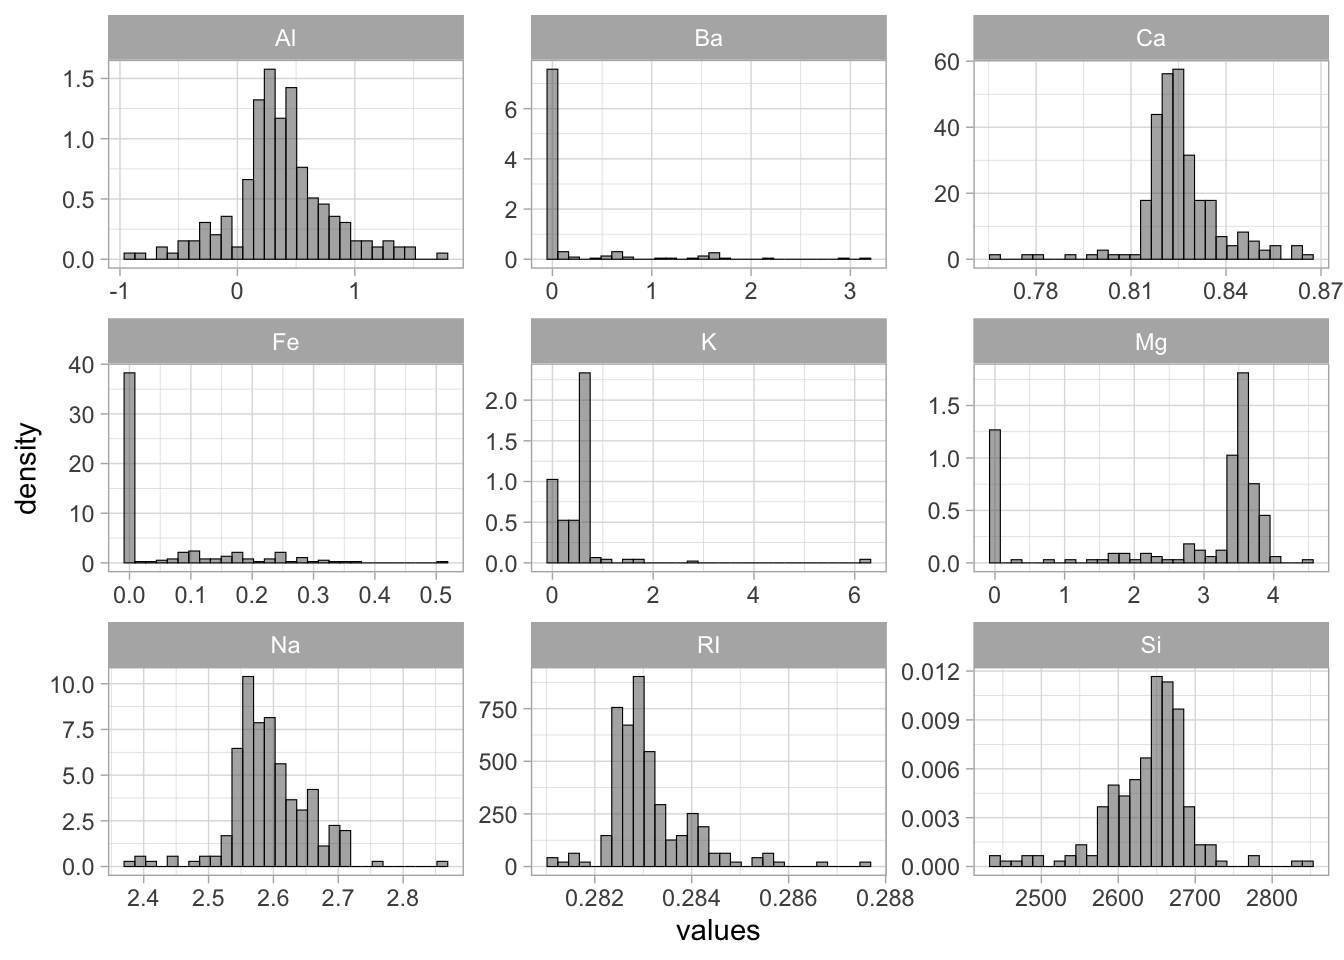 Al
Ba
Ca
1.5
1.0
0.5
0.0
6
4
2
0
60
40
20
0
-1 0 1
0 1 2 3
0.78 0.81 0.84 0.87
Fe
K
Mg
40
30
20
10
0
2.0
1.5
1.0
0.5
0.0
1.5
1.0
0.5
0.0
0.0 0.1 0.2 0.3 0.4 0.5
0 2 4 6
0 1 2 3 4
density
Na
RI
Si
10.0
7.5
5.0
2.5
0.0
750
500
250
0
0.012
0.009
0.006
0.003
0.000
2.4 2.5 2.6 2.7 2.8
0.282 0.284 0.286 0.288
2500 2600 2700 2800
values